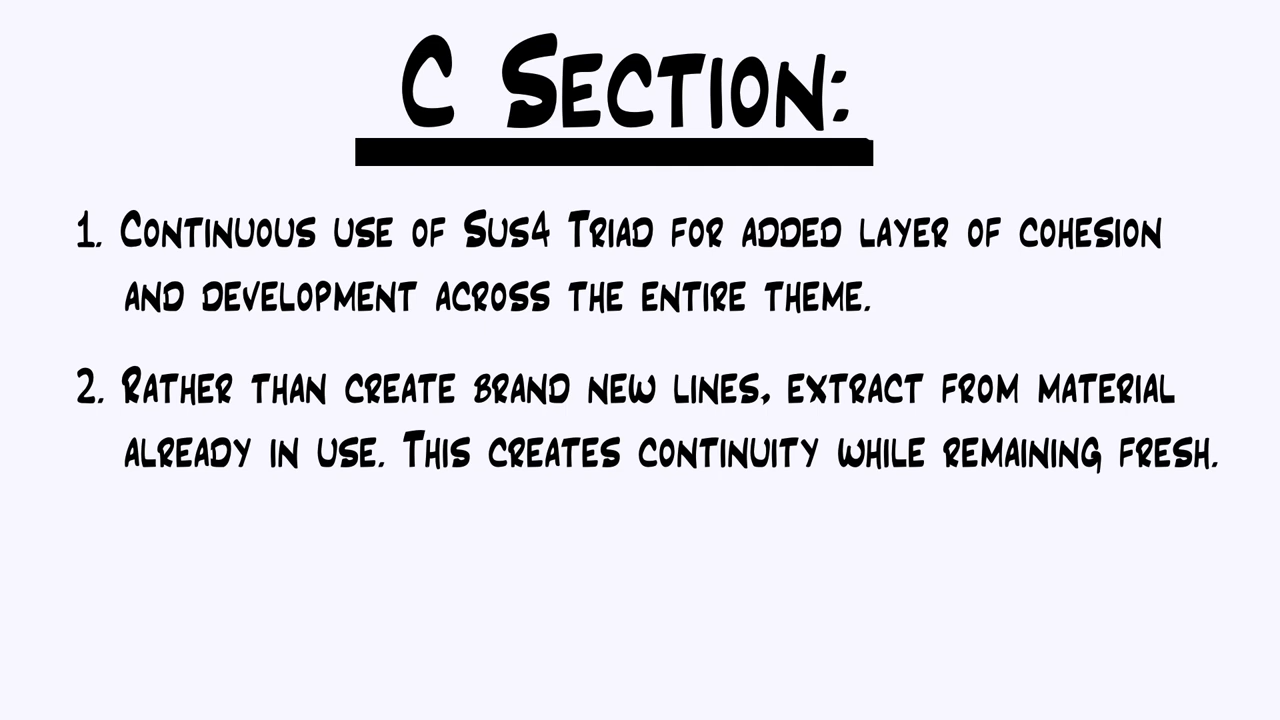 C Section:
1. Continuous use of Sus4 Triad for added layer of cohesion
and development across the entire theme.
2. Rather than create brand new lines, extract from material
already in use. This creates continuity while remaining fresh.